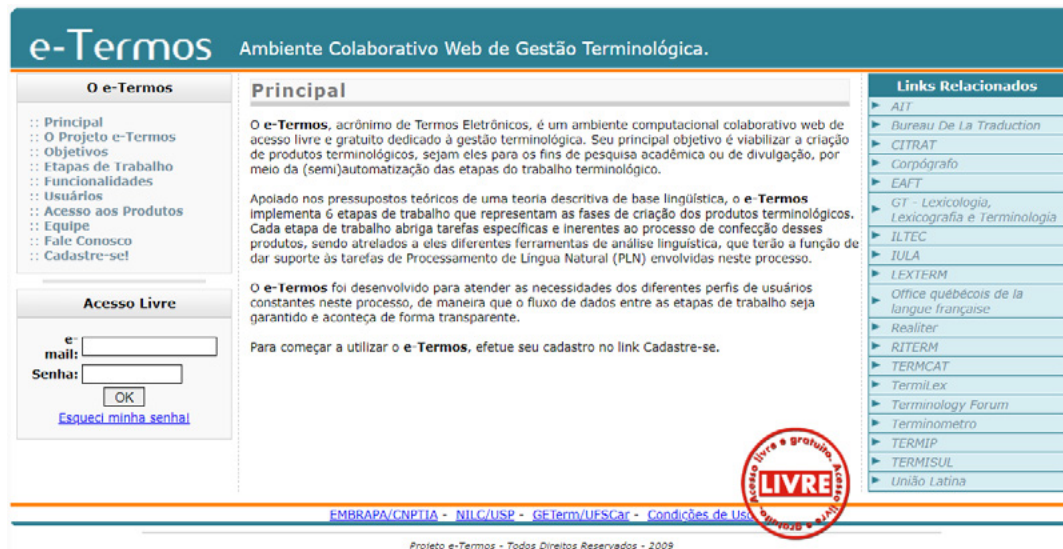 e-Termos
Ambiente Colaborativo Web de Gestão Terminológica.
O e-Termos
:: Principal
:: O Projeto e-Termos
:: Objetivos
:: Etapas de Trabalho
:: Funcionalidades
:: Usuários
:: Acesso aos Produtos
:: Equipe
:: Fale Conosco
:: Cadastre-se!
Acesso Livre
e-
mail:
Senha:
OK
Esqueci minha senha!
Principal
O e-Termos, acrônimo de Termos Eletrônicos, é um ambiente computacional colaborativo web de
acesso livre e gratuito dedicado à gestão terminológica. Seu principal objetivo é viabilizar a criação
de produtos terminológicos, sejam eles para os fins de pesquisa acadêmica ou de divulgação, por
meio da (semi)automatização das etapas do trabalho terminológico.
Apoiado nos pressupostos teóricos de uma teoria descritiva de base lingüística, o e-Termos
implementa 6 etapas de trabalho que representam as fases de criação dos produtos terminológicos.
Cada etapa de trabalho abriga tarefas específicas e inerentes ao processo de confecção desses
produtos, sendo atrelados a eles diferentes ferramentas de análise linguística, que terão a função de
dar suporte às tarefas de Processamento de Língua Natural (PLN) envolvidas neste processo.
O e-Termos foi desenvolvido para atender as necessidades dos diferentes perfis de usuários
constantes neste processo, de maneira que o fluxo de dados entre as etapas de trabalho seja
garantido e aconteça de forma transparente.
Para começar a utilizar o e-Termos, efetue seu cadastro no link Cadastre-se.
Links Relacionados
AIT
Bureau De La Traduction
CITRAT
Corpógrafo
EAFT
GT - Lexicologia,
Lexicografia e Terminologia
ILTEC
IULA
LEXTERM
Office québécois de la
langue française
Realiter
RITERM
TERMCAT
TermiLex
Terminology Forum
Terminometro
TERMIP
TERMISUL
União Latina
Acesso livre e gratuito. Acesso livre e gratuito.
LIVRE
EMBRAPA/CNPTIA - NILC/USP - GETerm/UFSCar - Condições de Uso
Projeto e-Termos - Todos Direitos Reservados - 2009